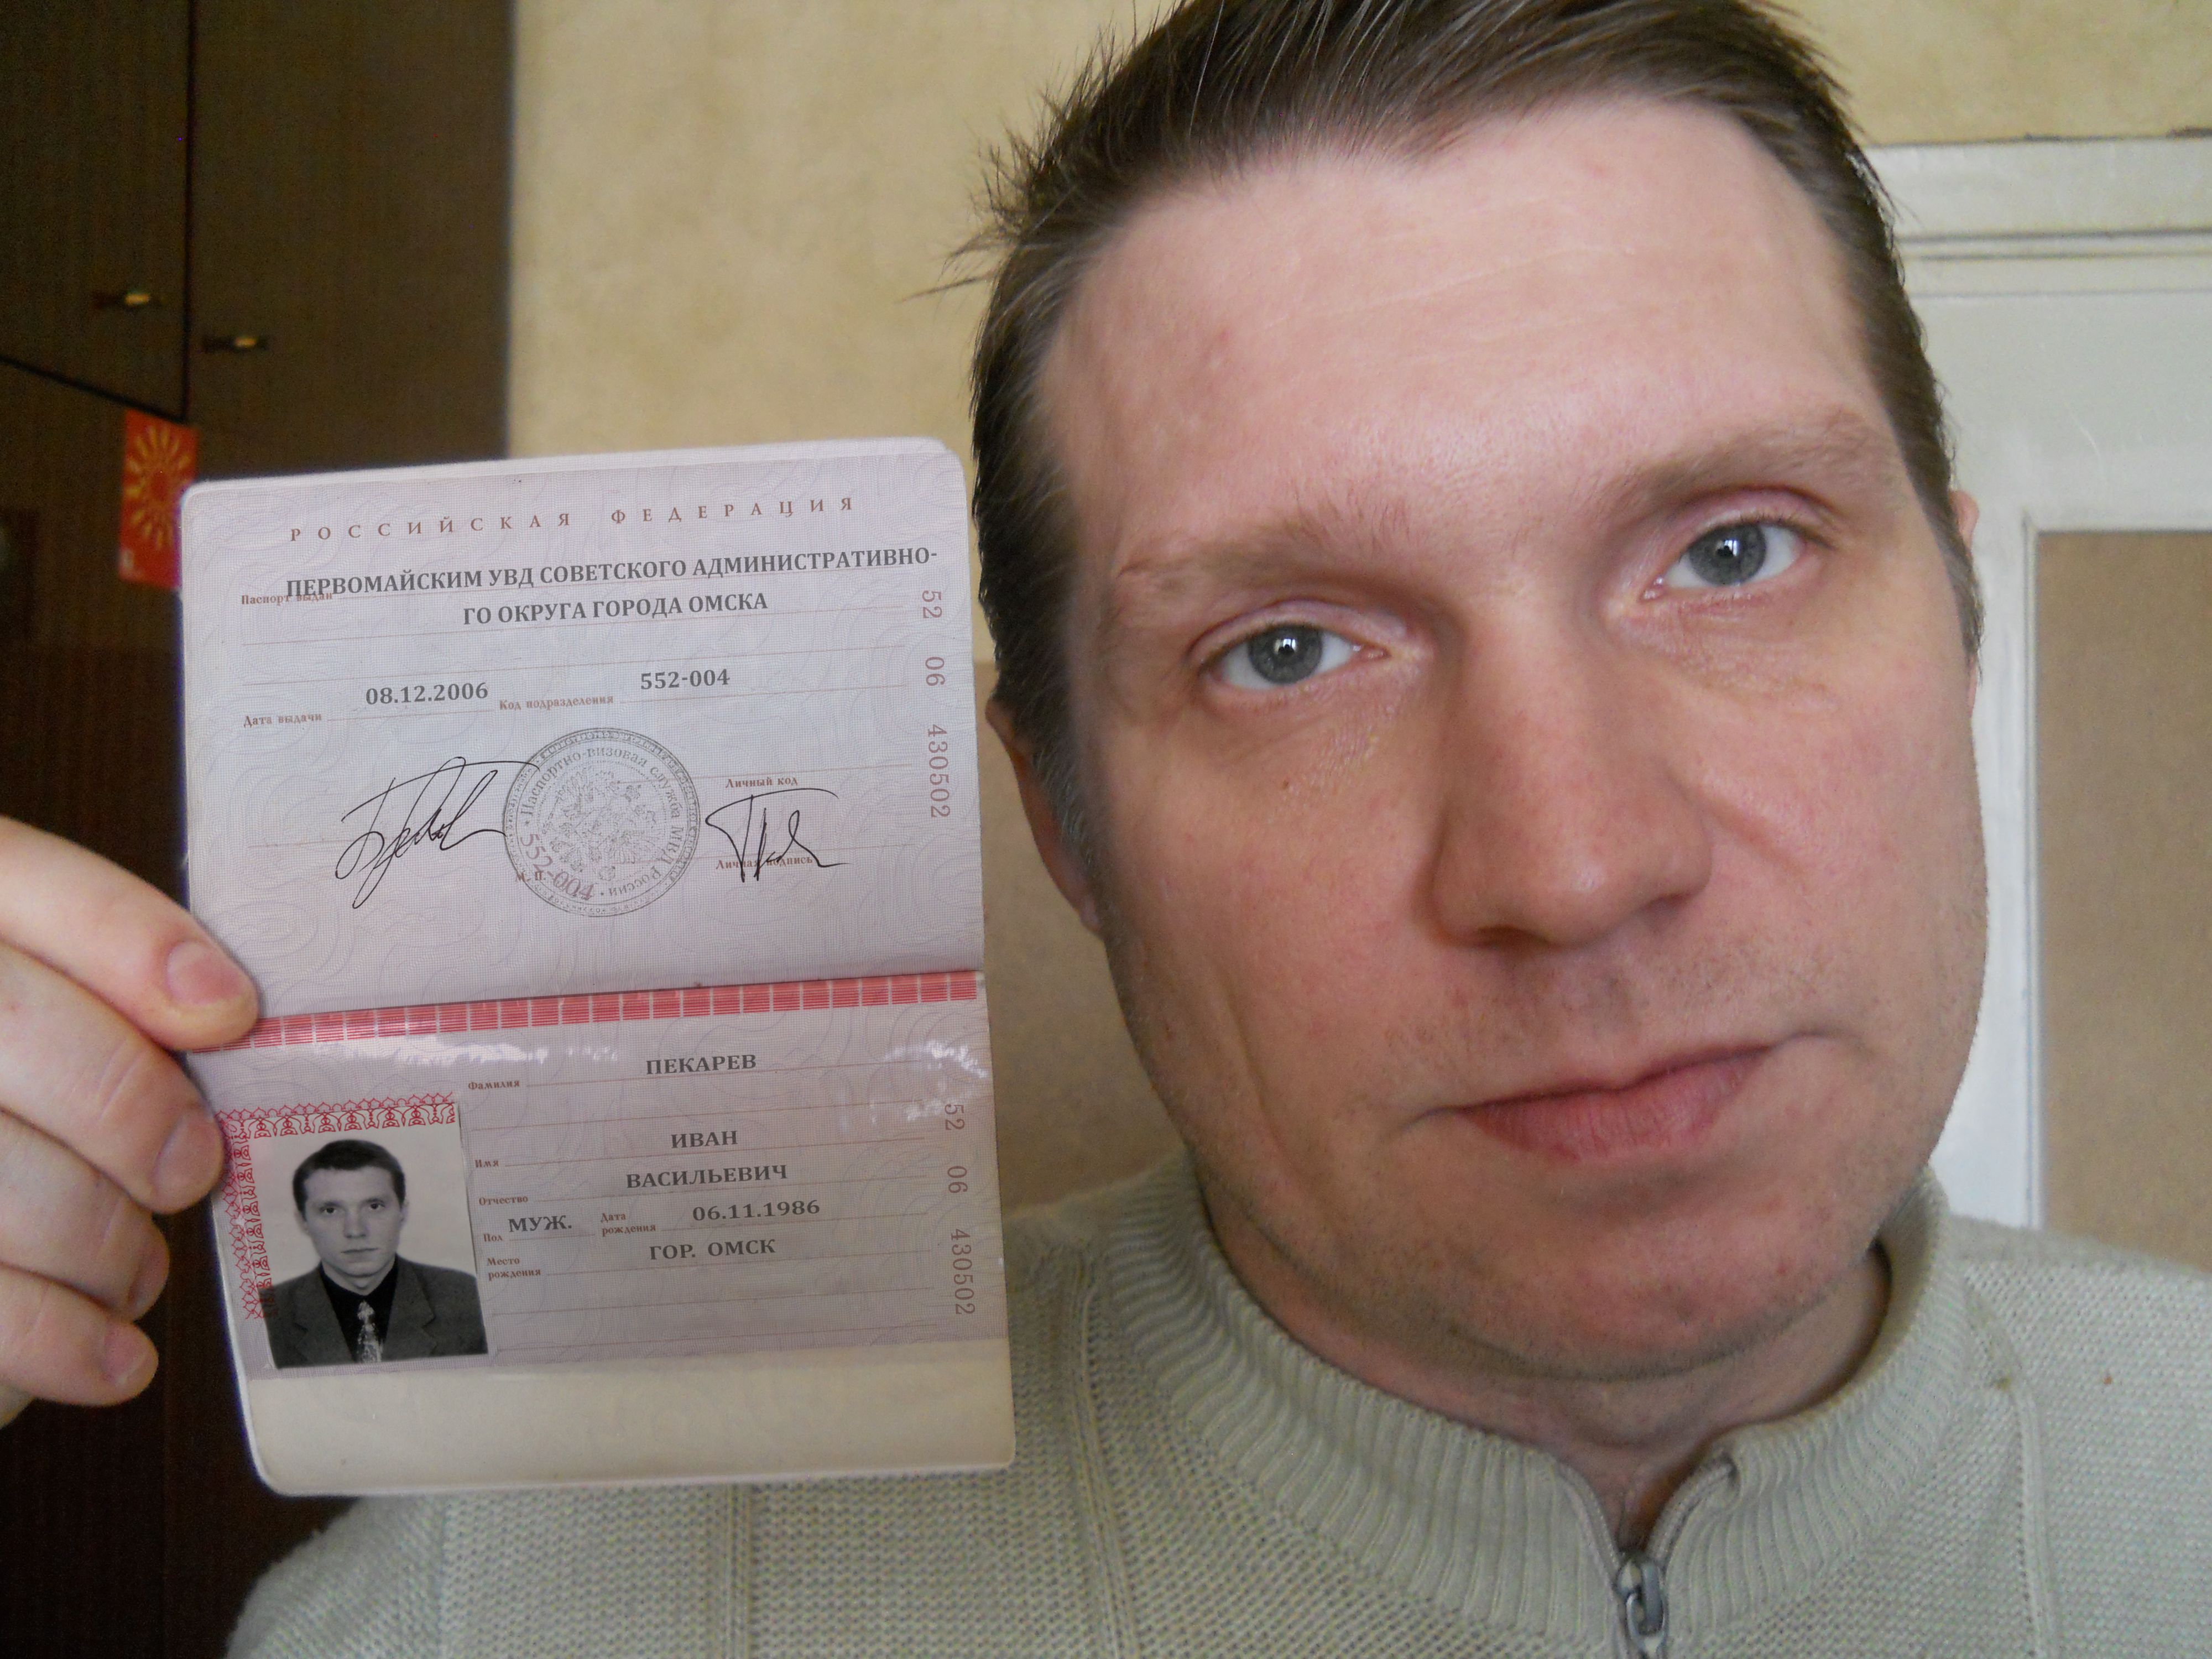 РОССИЙСКАЯ ФЕДЕРАЦИЯ
Паспорт выдан ПЕРВОМАЙСКИМ УВД СОВЕТСКОГО АДМИНИСТРАТИВНО-
ГО ОКРУГА ГОРОДА ОМСКА
Дата выдачи 08.12.2006 Код подразделения 552-004
52 06 430502
Паспортно-визовая служба МВД России
552-004
М. П.
Личный код
Личная подпись
Фамилия ПЕКАРЕВ
Имя ИВАН
Отчество ВАСИЛЬЕВИЧ
Пол МУЖ. Дата рождения 06.11.1986
Место рождения ГОР. ОМСК
52 06 430502